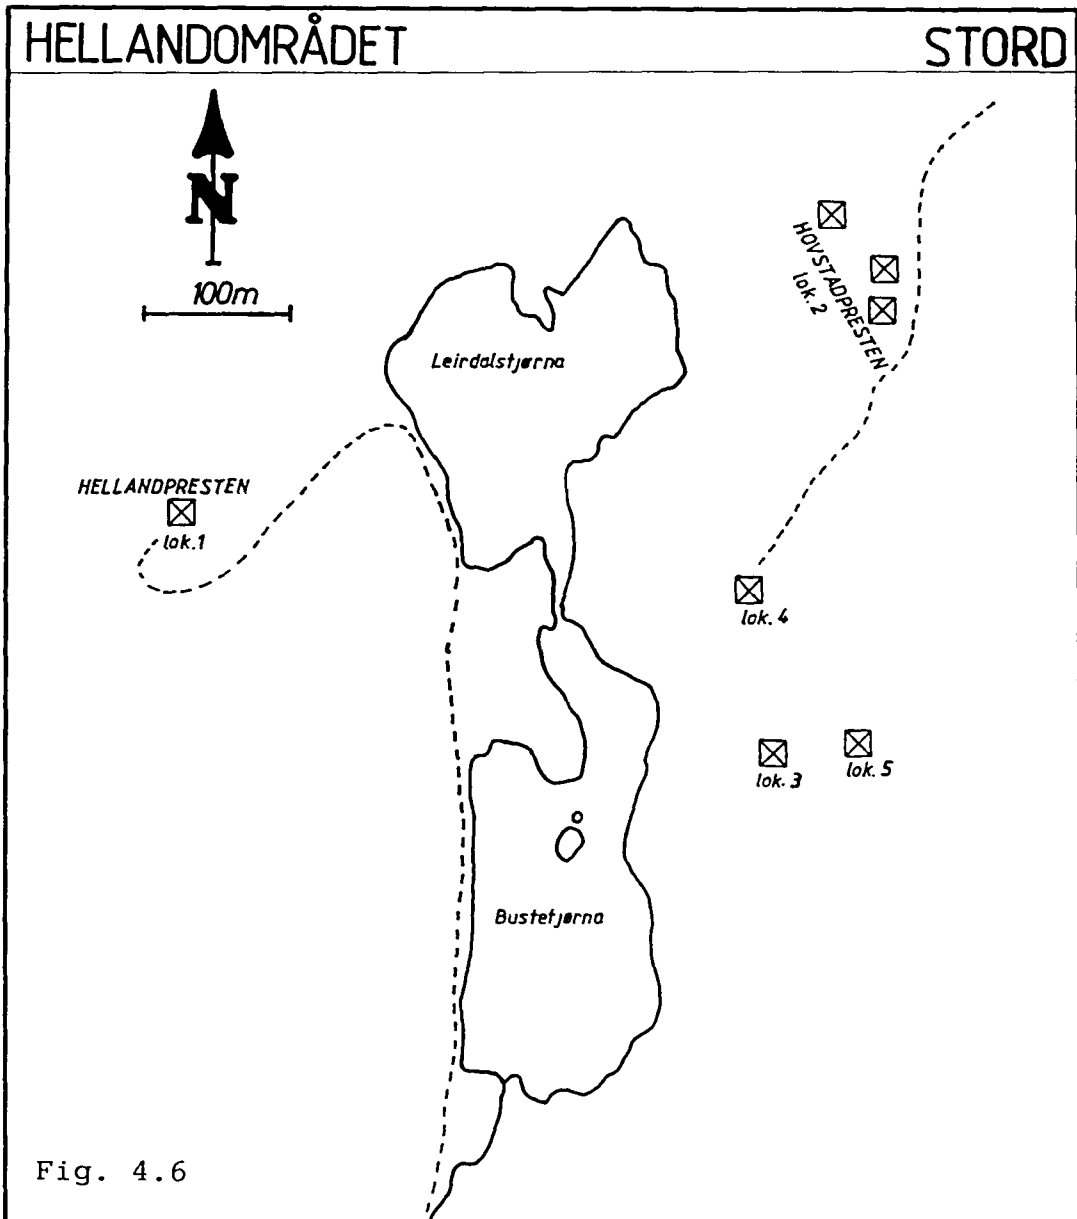 HELLANDOMRÅDET
STORD
N
100m
HOVSTADPRESTEN
lok. 2
Leirdalstjørna
HELLANDPRESTEN
lok.1
lok. 4
lok. 3
lok. 5
Bustetjørna
Fig. 4.6